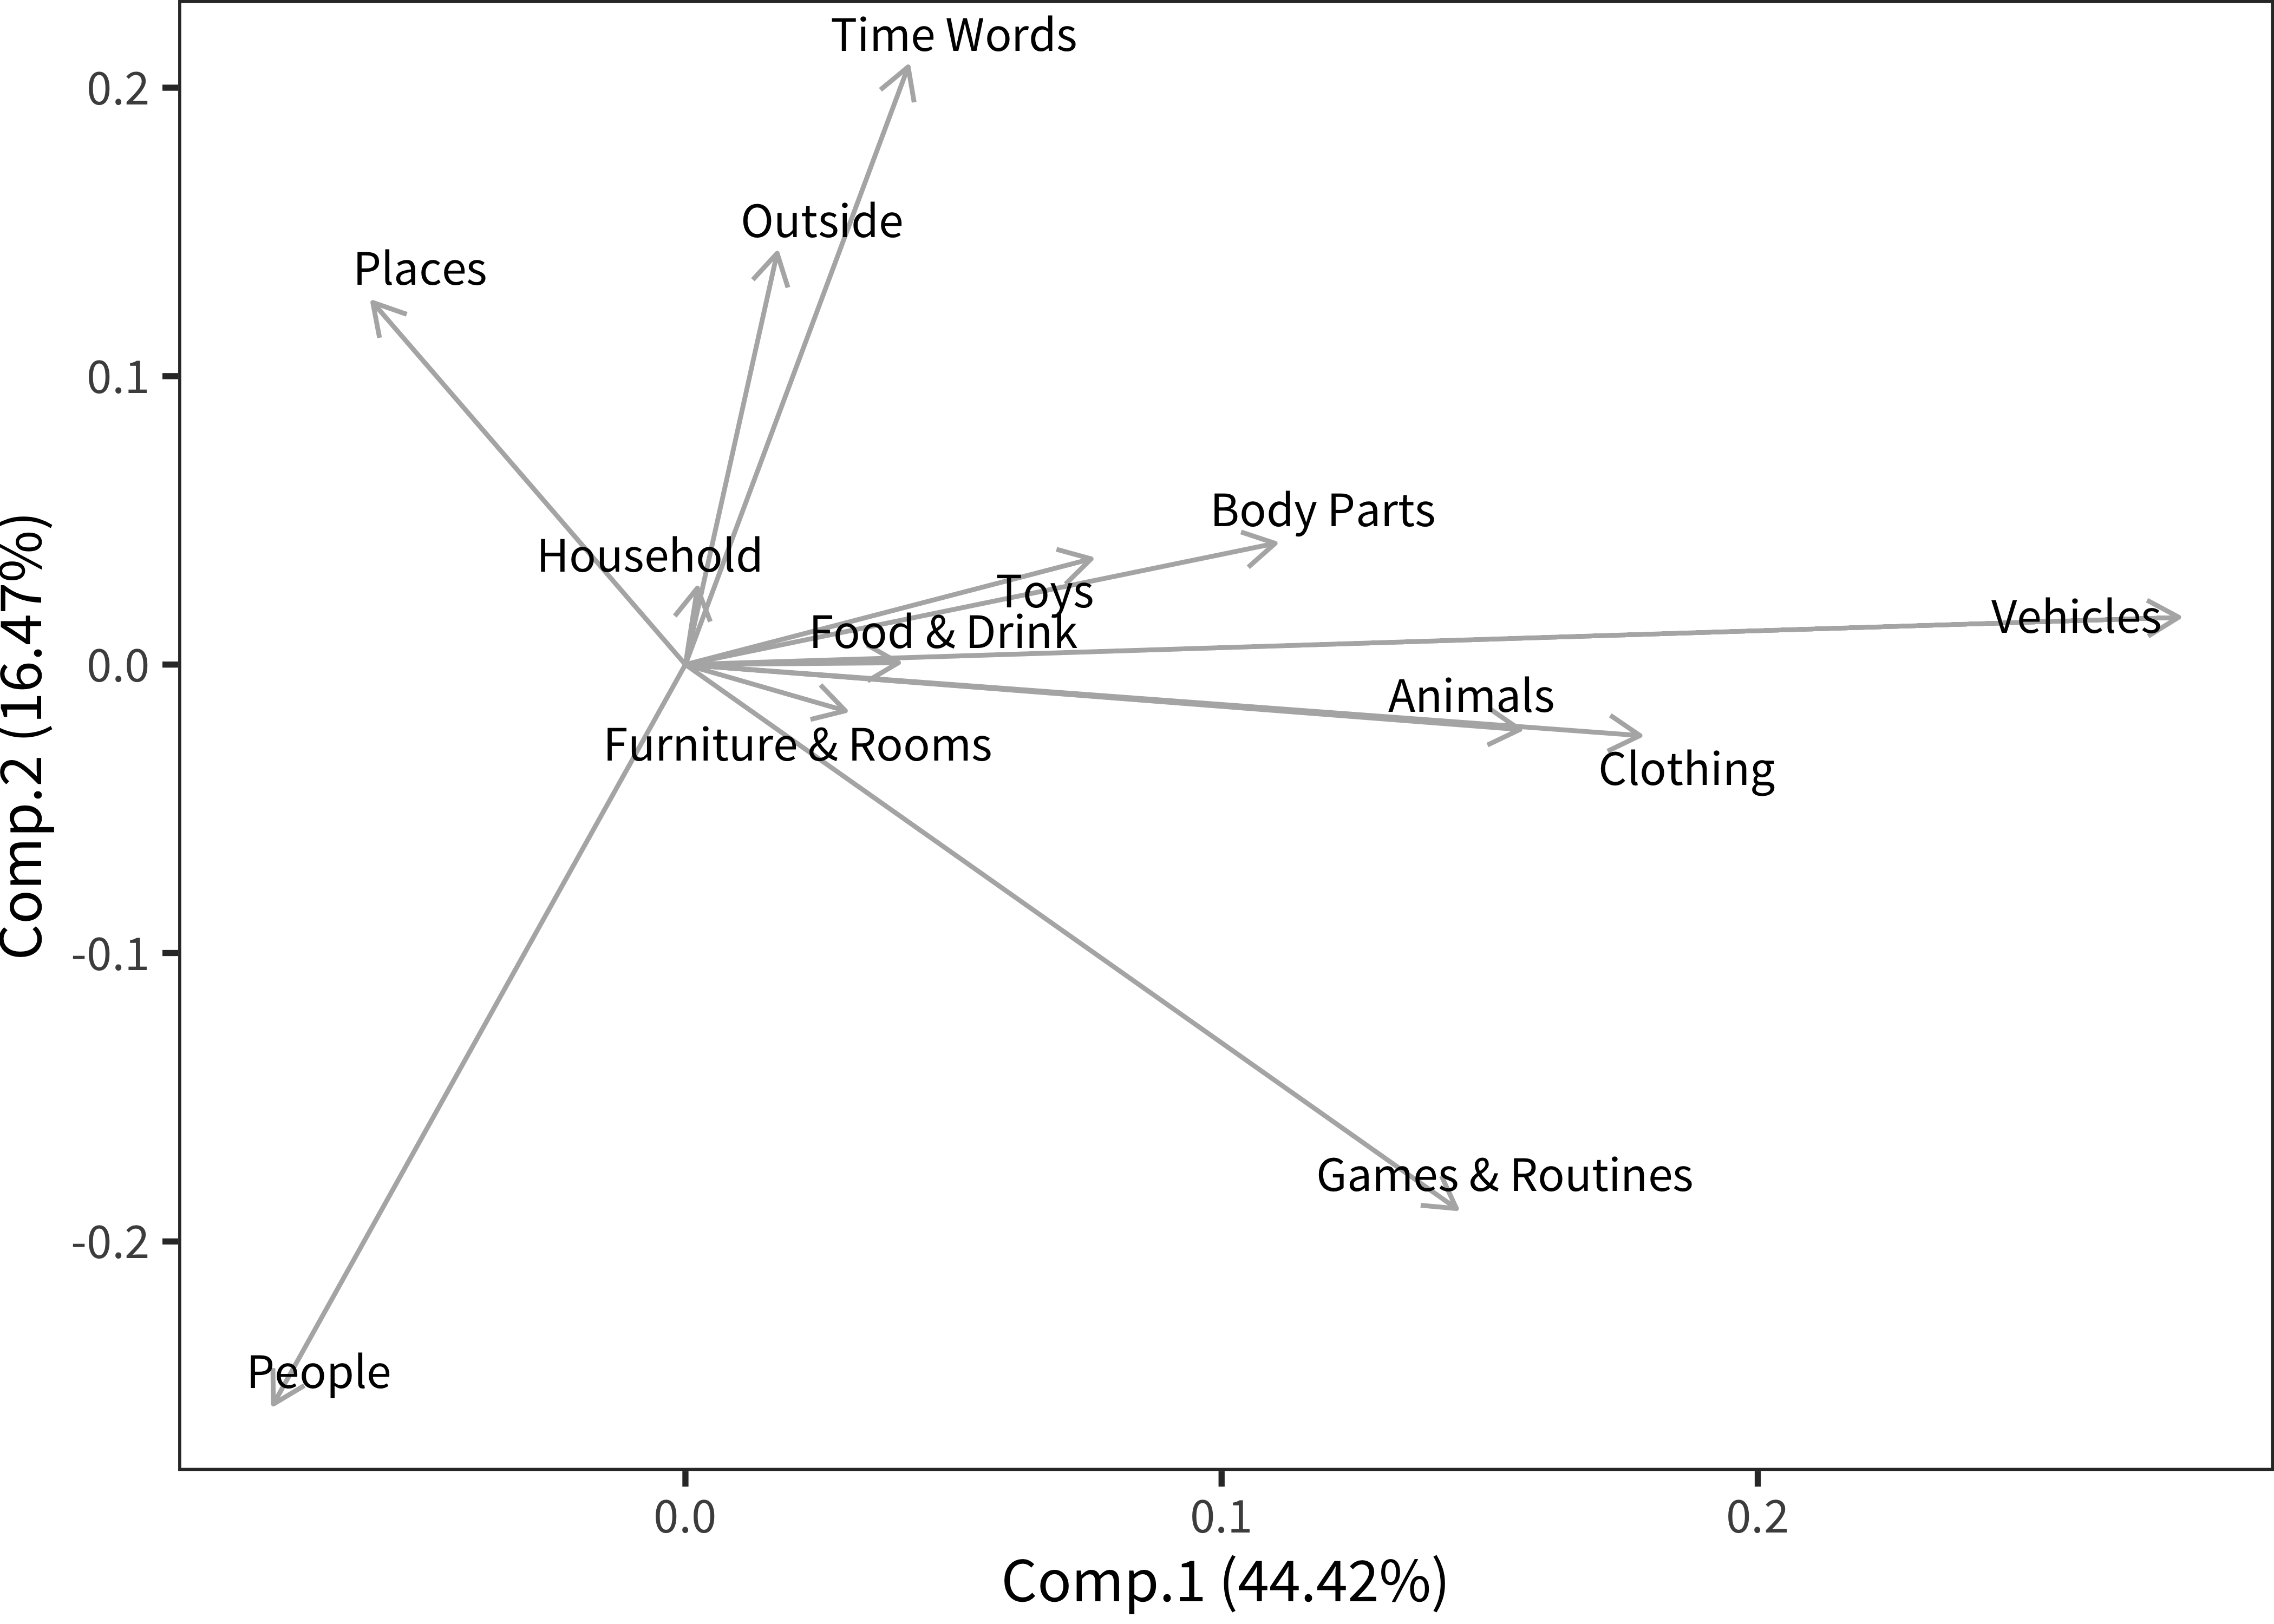 Time Words
0.2
Outside
Places
0.1
Body Parts
Household
Toys
Vehicles
Food & Drink
0.0
Animals
Furniture & Rooms
Clothing
Comp.2 (16.47%)
-0.1
Games & Routines
-0.2
People
0.0
0.1
0.2
Comp.1 (44.42%)